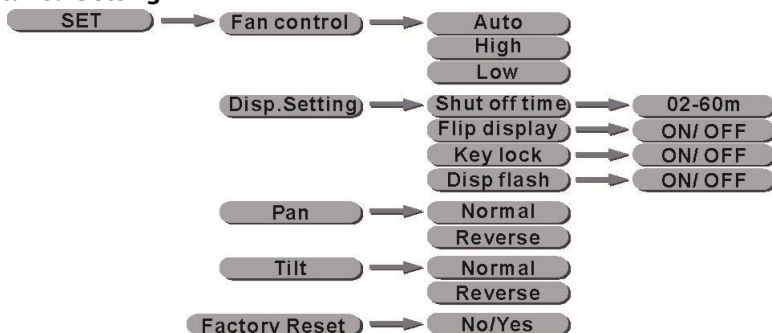 SET Fan control Auto
High
Low
Disp.Setting Shut off time 02-60m
Flip display ON/ OFF
Key lock ON/ OFF
Disp flash ON/ OFF
Pan Normal
Reverse
Tilt Normal
Reverse
Factory Reset No/Yes